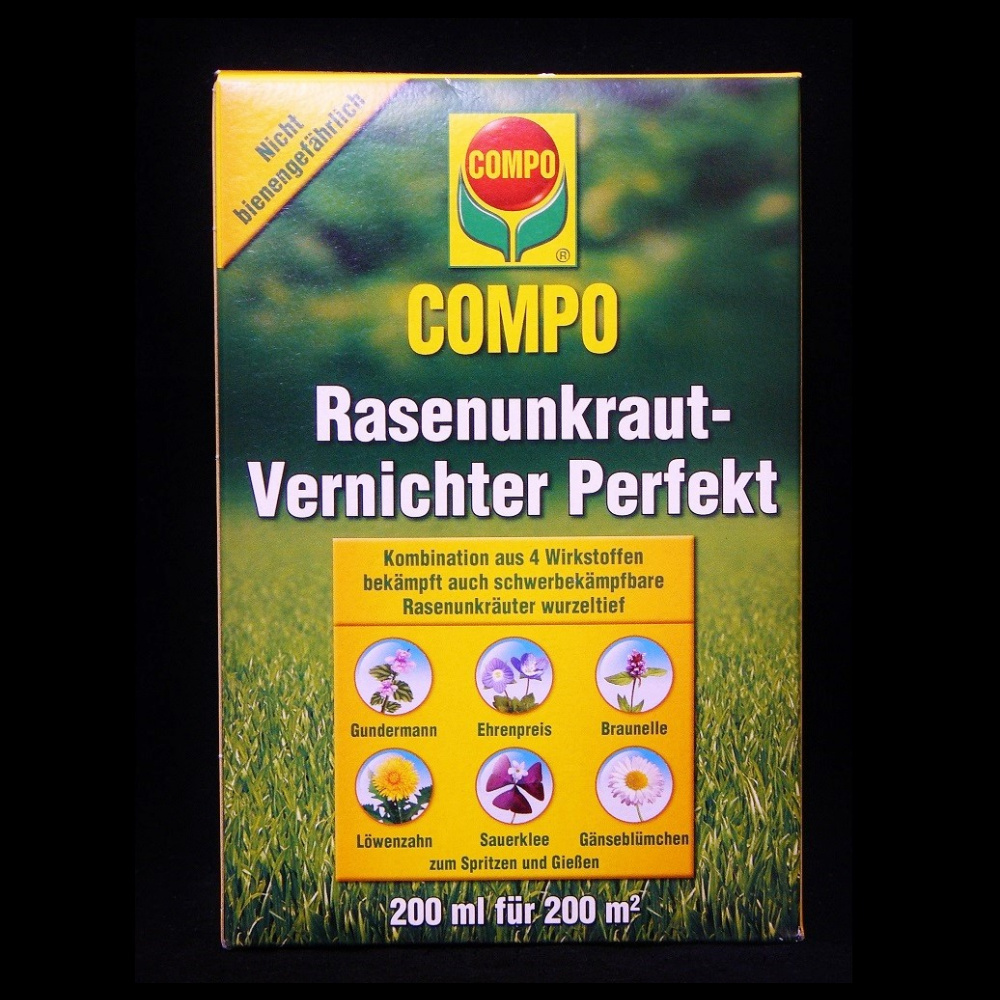 Nicht
bienengefährlich
COMPO
®
COMPO
Rasenunkraut-
Vernichter Perfekt
Kombination aus 4 Wirkstoffen
bekämpft auch schwerbekämpfbare
Rasenunkräuter wurzeltief
Gundermann Ehrenpreis Braunelle
Löwenzahn Sauerklee Gänseblümchen
zum Spritzen und Gießen
200 ml für 200 m²